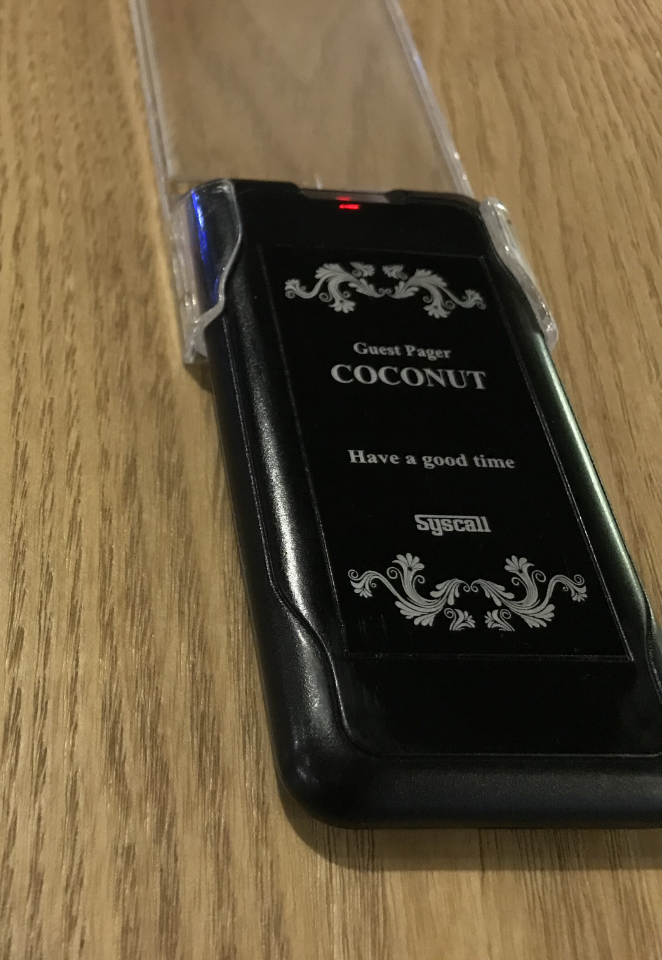 Guest Pager
COCONUT
Have a good time
Syscall